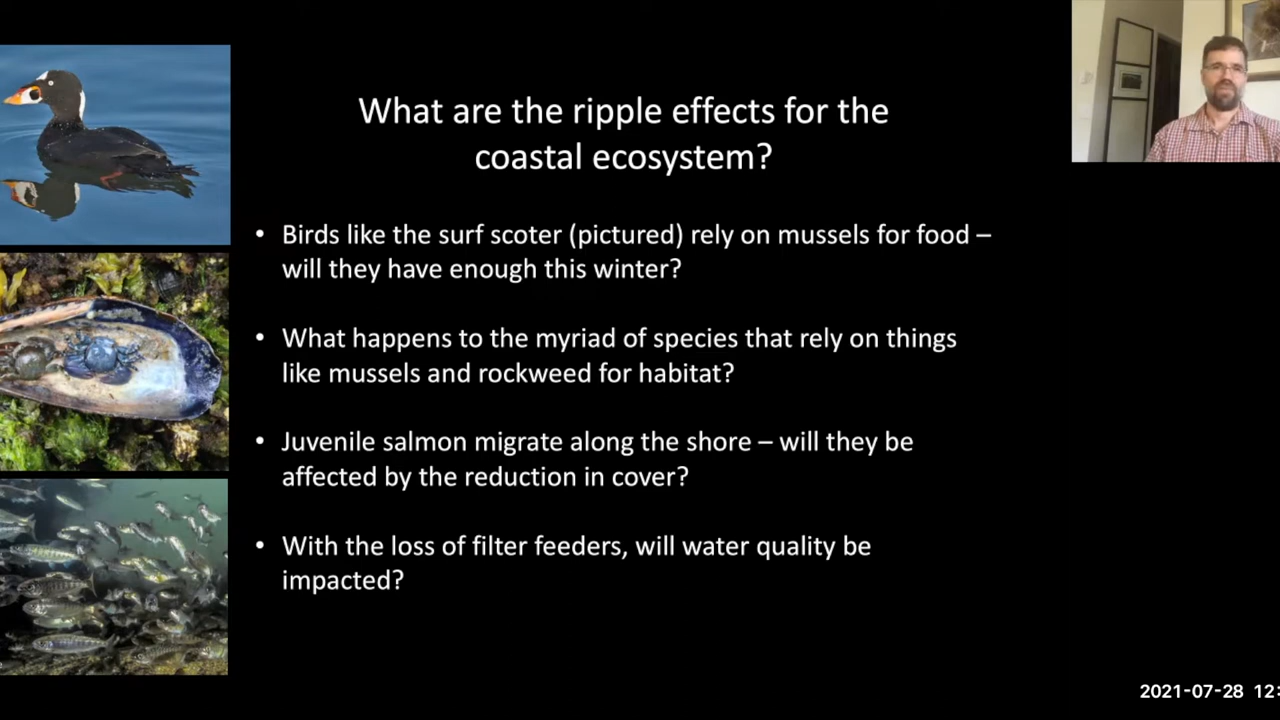 What are the ripple effects for the
coastal ecosystem?
• Birds like the surf scoter (pictured) rely on mussels for food –
will they have enough this winter?
• What happens to the myriad of species that rely on things
like mussels and rockweed for habitat?
• Juvenile salmon migrate along the shore – will they be
affected by the reduction in cover?
• With the loss of filter feeders, will water quality be
impacted?
2021-07-28 12: